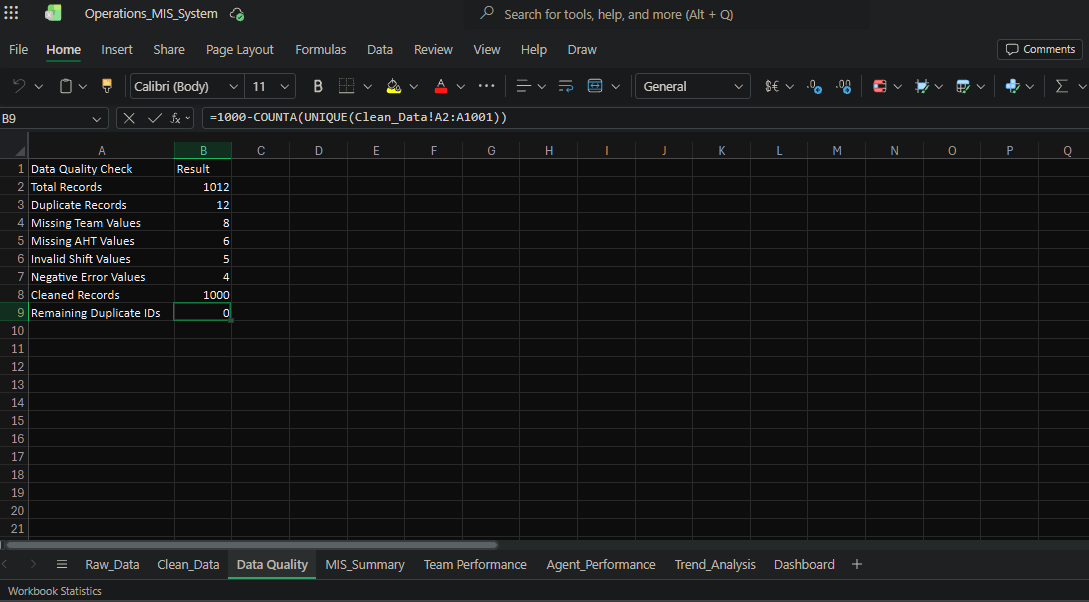 Operations_MIS_System
Search for tools, help, and more (Alt + Q)
File Home Insert Share Page Layout Formulas Data Review View Help Draw Comments
Calibri (Body) 11 B A General $€ .0 .00 Σ
B9 fx =1000-COUNTA(UNIQUE(Clean_Data!A2:A1001))
A B C D E F G H I J K L M N O P Q
1 Data Quality Check Result
2 Total Records 1012
3 Duplicate Records 12
4 Missing Team Values 8
5 Missing AHT Values 6
6 Invalid Shift Values 5
7 Negative Error Values 4
8 Cleaned Records 1000
9 Remaining Duplicate IDs 0
10
11
12
13
14
15
16
17
18
19
20
21
Raw_Data Clean_Data Data Quality MIS_Summary Team Performance Agent_Performance Trend_Analysis Dashboard
Workbook Statistics